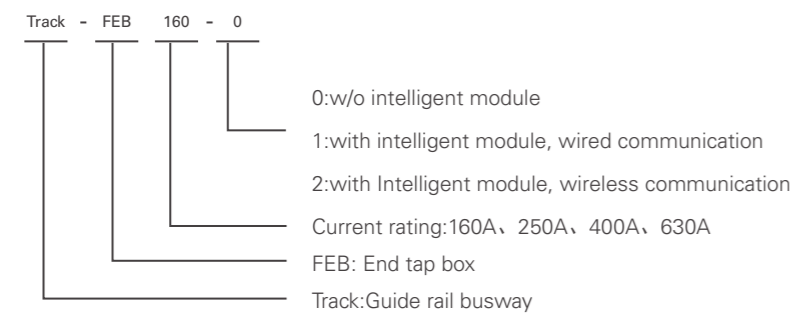 Track - FEB 160 - 0
0:w/o intelligent module
1:with intelligent module, wired communication
2:with Intelligent module, wireless communication
Current rating:160A、250A、400A、630A
FEB: End tap box
Track:Guide rail busway